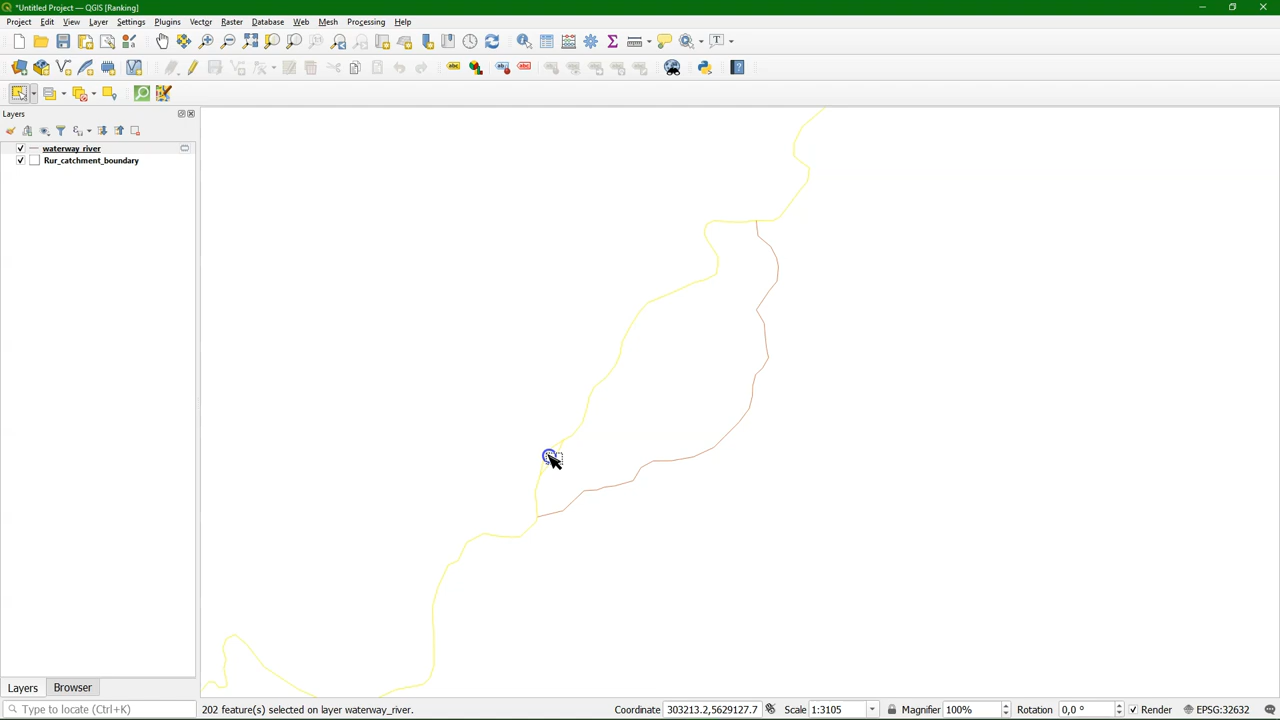 *Untitled Project — QGIS [Ranking]
Project Edit View Layer Settings Plugins Vector Raster Database Web Mesh Processing Help
Layers
waterway_river
Rur_catchment_boundary
Layers Browser
Type to locate (Ctrl+K) 202 feature(s) selected on layer waterway_river. Coordinate 303213.2,5629127.7 Scale 1:3105 Magnifier 100% Rotation 0,0 ° Render EPSG:32632